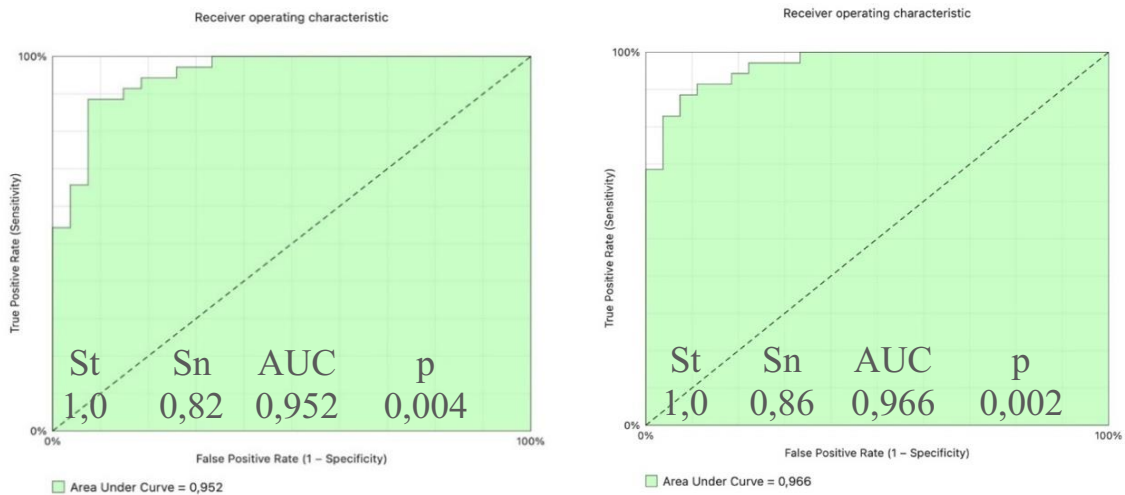 Receiver operating characteristic
100%
True Positive Rate (Sensitivity)
St Sn AUC p
1,0 0,82 0,952 0,004
0%
0% 100%
False Positive Rate (1 – Specificity)
Area Under Curve = 0,952
Receiver operating characteristic
100%
True Positive Rate (Sensitivity)
St Sn AUC p
1,0 0,86 0,966 0,002
0%
0% 100%
False Positive Rate (1 – Specificity)
Area Under Curve = 0,966